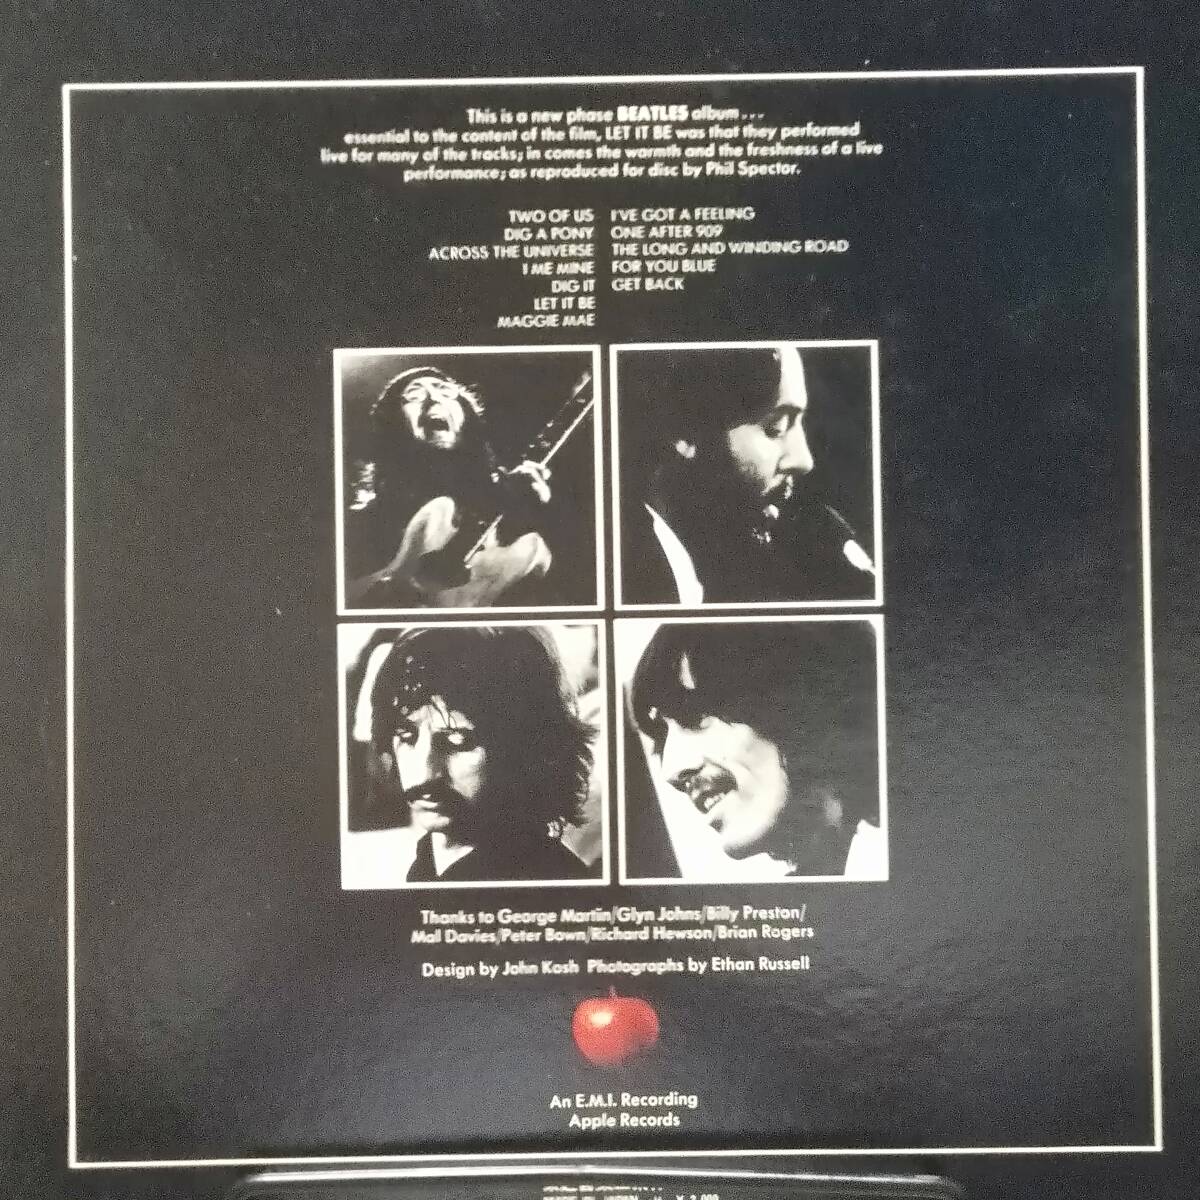 This is a new phase BEATLES album...
essential to the content of the film, LET IT BE was that they performed
live for many of the tracks; in comes the warmth and the freshness of a live
performance; as reproduced for disc by Phil Spector.
TWO OF US
DIG A PONY
ACROSS THE UNIVERSE
I ME MINE
DIG IT
LET IT BE
MAGGIE MAE
I'VE GOT A FEELING
ONE AFTER 909
THE LONG AND WINDING ROAD
FOR YOU BLUE
GET BACK
Thanks to George Martin/Glyn Johns/Billy Preston/
Mal Davies/Peter Bown/Richard Hewson/Brian Rogers
Design by John Kosh Photographs by Ethan Russell
An E.M.I. Recording
Apple Records